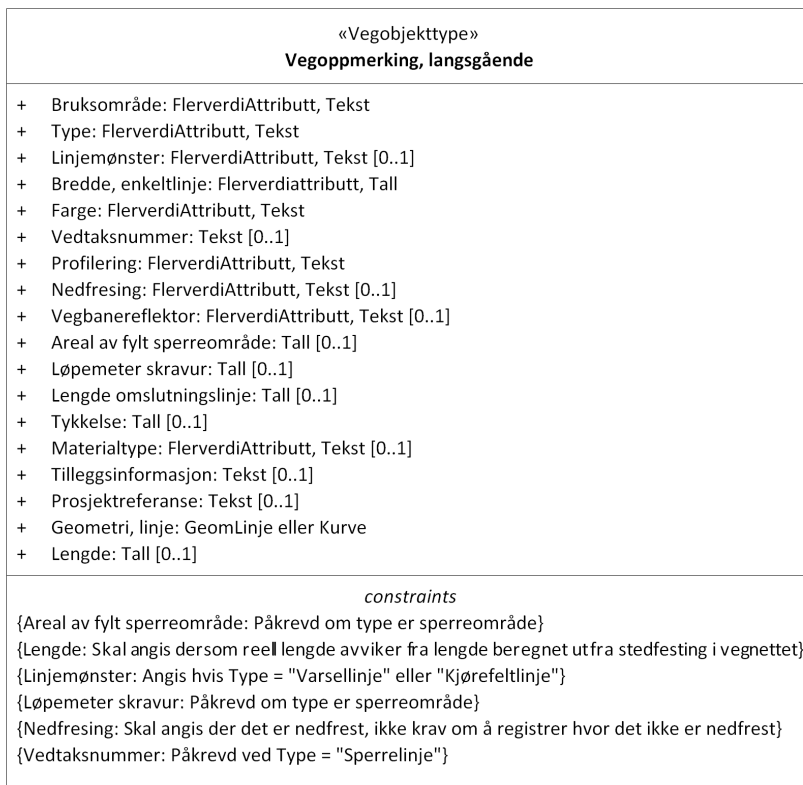 «Vegobjekttype»
Vegoppmerking, langsgående
+ Bruksområde: FlerverdiAttributt, Tekst
+ Type: FlerverdiAttributt, Tekst
+ Linjemønster: FlerverdiAttributt, Tekst [0..1]
+ Bredde, enkeltlinje: Flerverdiattributt, Tall
+ Farge: FlerverdiAttributt, Tekst
+ Vedtaksnummer: Tekst [0..1]
+ Profilering: FlerverdiAttributt, Tekst
+ Nedfresing: FlerverdiAttributt, Tekst [0..1]
+ Vegbanereflektor: FlerverdiAttributt, Tekst [0..1]
+ Areal av fylt sperreområde: Tall [0..1]
+ Løpemeter skravur: Tall [0..1]
+ Lengde omslutningslinje: Tall [0..1]
+ Tykkelse: Tall [0..1]
+ Materialtype: FlerverdiAttributt, Tekst [0..1]
+ Tilleggsinformasjon: Tekst [0..1]
+ Prosjektreferanse: Tekst [0..1]
+ Geometri, linje: GeomLinje eller Kurve
+ Lengde: Tall [0..1]
constraints
{Areal av fylt sperreområde: Påkrevd om type er sperreområde}
{Lengde: Skal angis dersom reell lengde avviker fra lengde beregnet utfra stedfesting i vegnettet}
{Linjemønster: Angis hvis Type = "Varsellinje" eller "Kjørefeltlinje"}
{Løpemeter skravur: Påkrevd om type er sperreområde}
{Nedfresing: Skal angis der det er nedfrest, ikke krav om å registrer hvor det ikke er nedfrest}
{Vedtaksnummer: Påkrevd ved Type = "Sperrelinje"}